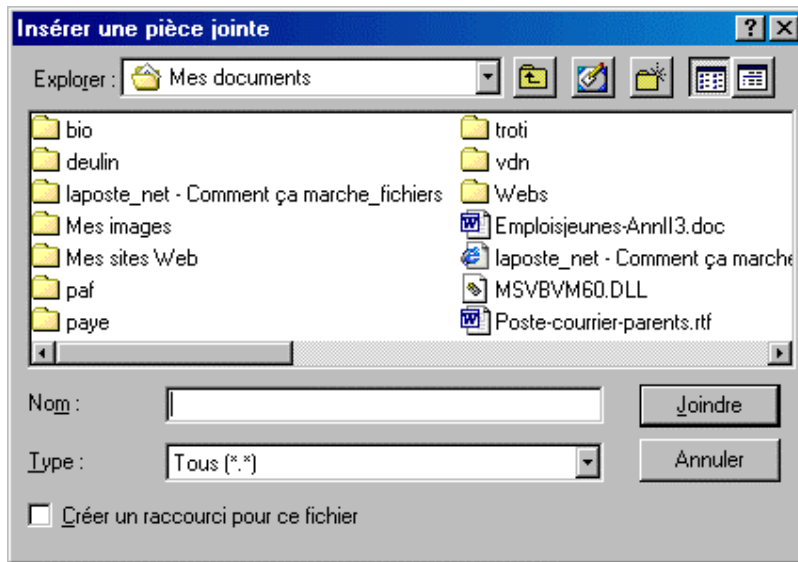 Insérer une pièce jointe
Explorer : Mes documents
bio
deulin
laposte_net - Comment ça marche_fichiers
Mes images
Mes sites Web
paf
paye
troti
vdn
Webs
Emploisjeunes-AnnII3.doc
laposte_net - Comment ça marche
MSVBVM60.DLL
Poste-courrier-parents.rtf
Nom :
Joindre
Type : Tous (*.*)
Annuler
Créer un raccourci pour ce fichier